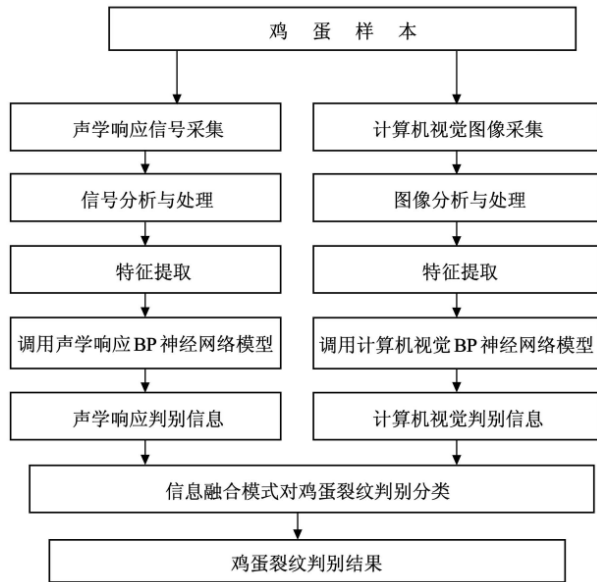 鸡 蛋 样 本
声学响应信号采集
计算机视觉图像采集
信号分析与处理
图像分析与处理
特征提取
特征提取
调用声学响应BP神经网络模型
调用计算机视觉BP神经网络模型
声学响应判别信息
计算机视觉判别信息
信息融合模式对鸡蛋裂纹判别分类
鸡蛋裂纹判别结果